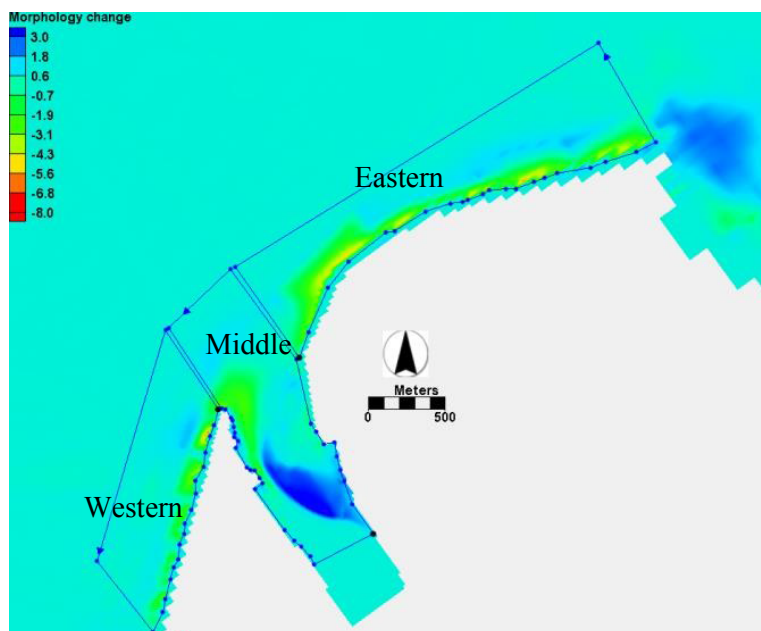 Morphology change
3.0
1.8
0.6
-0.7
-1.9
-3.1
-4.3
-5.6
-6.8
-8.0
Eastern
Middle
Meters
0 500
Western